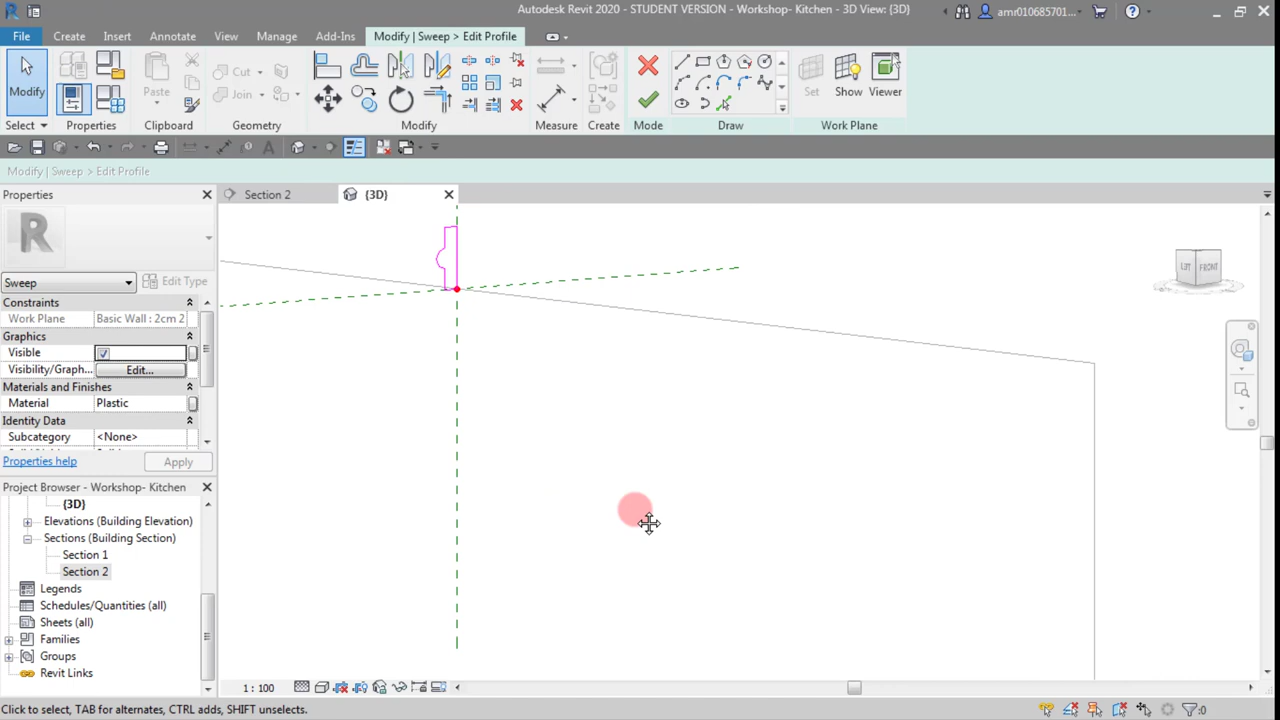 Autodesk Revit 2020 - STUDENT VERSION - Workshop- Kitchen - 3D View: {3D}
amr010685701...
File Create Insert Annotate View Manage Add-Ins Modify | Sweep > Edit Profile
Modify
Paste
Cut
Join
Set Show Viewer
Select Properties Clipboard Geometry Modify Measure Create Mode Draw Work Plane
Modify | Sweep > Edit Profile
Properties
Section 2
{3D}
R
Sweep
Edit Type
Constraints
Work Plane Basic Wall : 2cm 2
Graphics
Visible
Visibility/Graph... Edit...
Materials and Finishes
Material Plastic
Identity Data
Subcategory <None>
Properties help Apply
Project Browser - Workshop- Kitchen
{3D}
Elevations (Building Elevation)
Sections (Building Section)
Section 1
Section 2
Legends
Schedules/Quantities (all)
Sheets (all)
Families
Groups
Revit Links
FRONT
1 : 100
Click to select, TAB for alternates, CTRL adds, SHIFT unselects.
:0